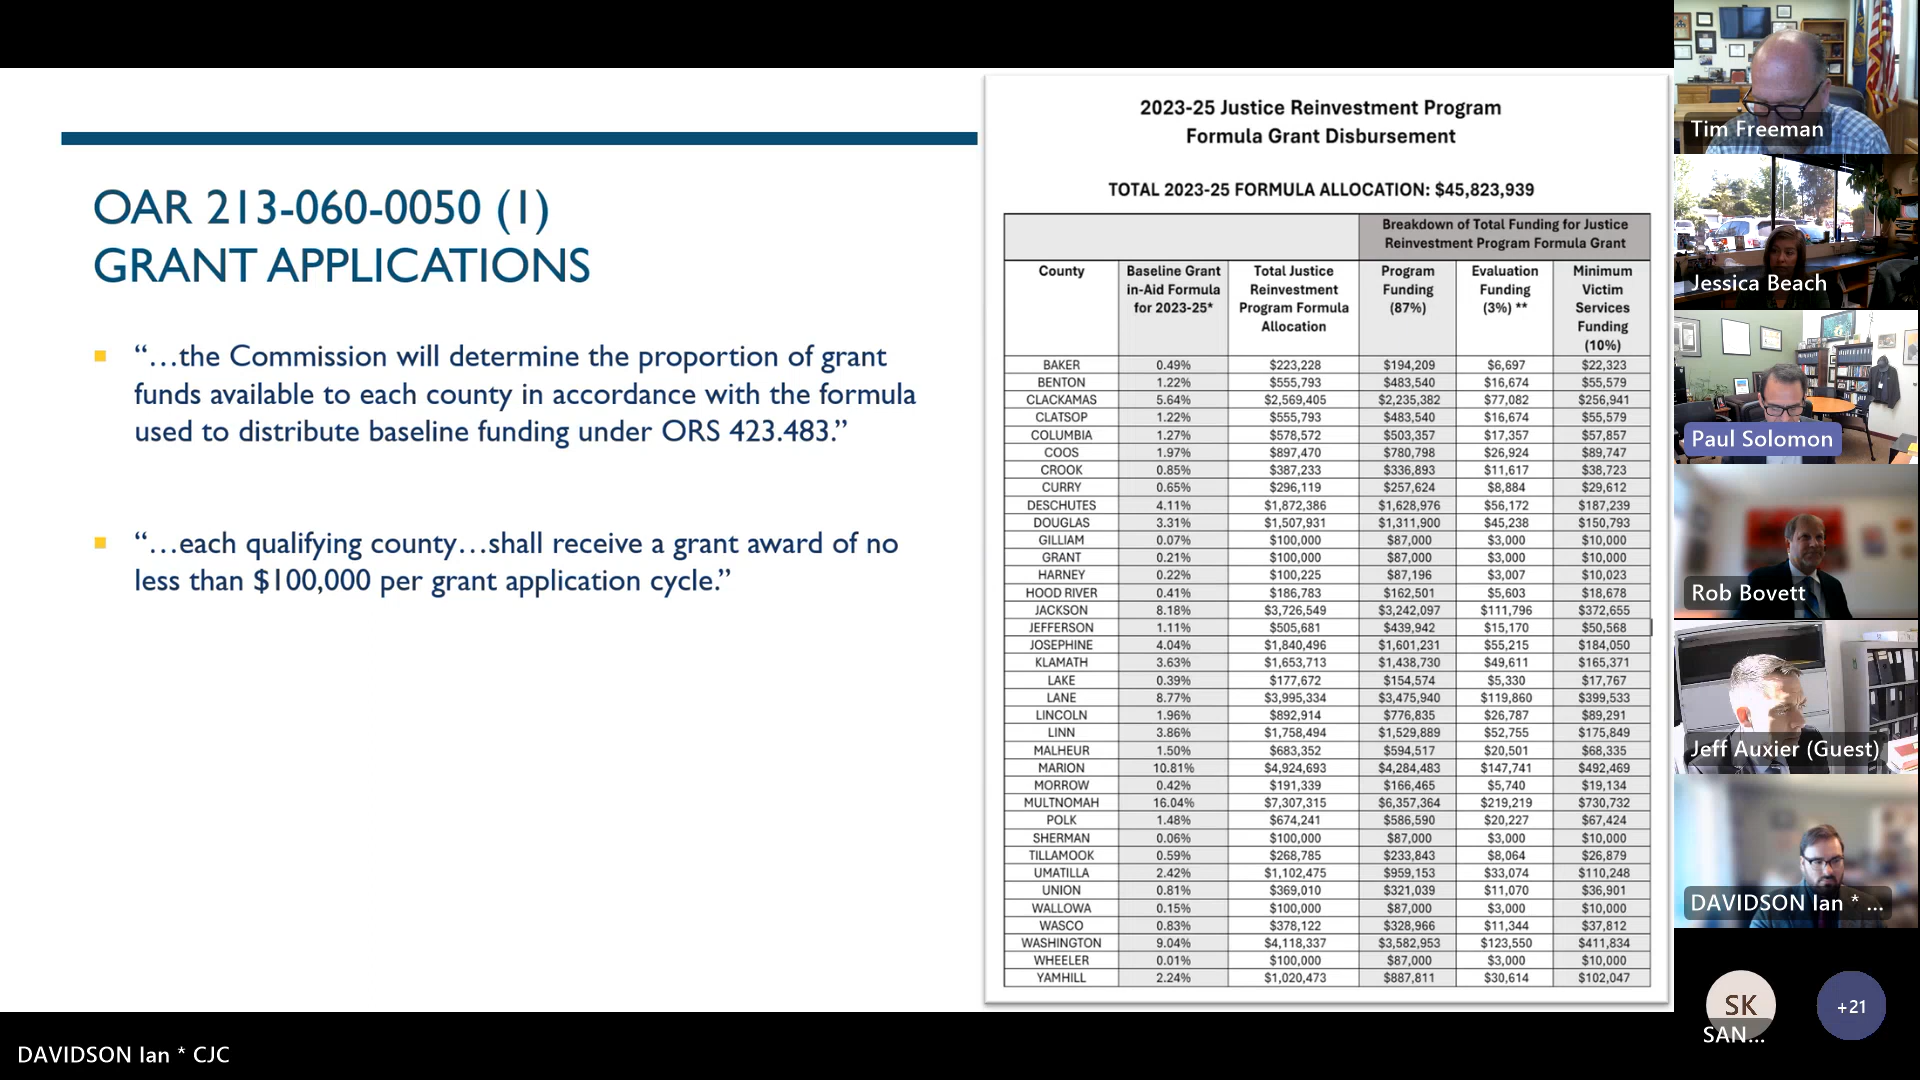 OAR 213-060-0050 (1)
GRANT APPLICATIONS
“…the Commission will determine the proportion of grant
funds available to each county in accordance with the formula
used to distribute baseline funding under ORS 423.483.”
“…each qualifying county…shall receive a grant award of no
less than $100,000 per grant application cycle.”
2023-25 Justice Reinvestment Program
Formula Grant Disbursement
TOTAL 2023-25 FORMULA ALLOCATION: $45,823,939
Breakdown of Total Funding for Justice
Reinvestment Program Formula Grant
County Baseline Grant Total Justice Program Evaluation Minimum
in-Aid Formula Reinvestment Funding Funding Victim
for 2023-25* Program Formula (87%) (3%) ** Services
Allocation Funding
(10%)
BAKER 0.49% $223,228 $194,209 $6,697 $22,323
BENTON 1.22% $555,793 $483,540 $16,674 $55,579
CLACKAMAS 5.64% $2,569,405 $2,235,382 $77,082 $256,941
CLATSOP 1.22% $555,793 $483,540 $16,674 $55,579
COLUMBIA 1.27% $578,572 $503,357 $17,357 $57,857
COOS 1.97% $897,470 $780,798 $26,924 $89,747
CROOK 0.85% $387,233 $336,893 $11,617 $38,723
CURRY 0.65% $296,119 $257,624 $8,884 $29,612
DESCHUTES 4.11% $1,872,386 $1,628,976 $56,172 $187,239
DOUGLAS 3.31% $1,507,931 $1,311,900 $45,238 $150,793
GILLIAM 0.07% $100,000 $87,000 $3,000 $10,000
GRANT 0.21% $100,000 $87,000 $3,000 $10,000
HARNEY 0.22% $100,225 $87,196 $3,007 $10,023
HOOD RIVER 0.41% $186,783 $162,501 $5,603 $18,678
JACKSON 8.18% $3,726,549 $3,242,097 $111,796 $372,655
JEFFERSON 1.11% $505,681 $439,942 $15,170 $50,568
JOSEPHINE 4.04% $1,840,496 $1,601,231 $55,215 $184,050
KLAMATH 3.63% $1,653,713 $1,438,730 $49,611 $165,371
LAKE 0.39% $177,672 $154,574 $5,330 $17,767
LANE 8.77% $3,995,334 $3,475,940 $119,860 $399,533
LINCOLN 1.96% $892,914 $776,835 $26,787 $89,291
LINN 3.86% $1,758,494 $1,529,889 $52,755 $175,849
MALHEUR 1.50% $683,352 $594,517 $20,501 $68,335
MARION 10.81% $4,924,693 $4,284,483 $147,741 $492,469
MORROW 0.42% $191,339 $166,465 $5,740 $19,134
MULTNOMAH 16.04% $7,307,315 $6,357,364 $219,219 $730,732
POLK 1.48% $674,241 $586,590 $20,227 $67,424
SHERMAN 0.06% $100,000 $87,000 $3,000 $10,000
TILLAMOOK 0.59% $268,785 $233,843 $8,064 $26,879
UMATILLA 2.42% $1,102,475 $959,153 $33,074 $110,248
UNION 0.81% $369,010 $321,039 $11,070 $36,901
WALLOWA 0.15% $100,000 $87,000 $3,000 $10,000
WASCO 0.83% $378,122 $328,966 $11,344 $37,812
WASHINGTON 9.04% $4,118,337 $3,582,953 $123,550 $411,834
WHEELER 0.01% $100,000 $87,000 $3,000 $10,000
YAMHILL 2.24% $1,020,473 $887,811 $30,614 $102,047
Tim Freeman
Jessica Beach
Paul Solomon
Rob Bovett
Jeff Auxier (Guest)
DAVIDSON Ian * ...
SK
SAN...
+21
DAVIDSON Ian * CJC